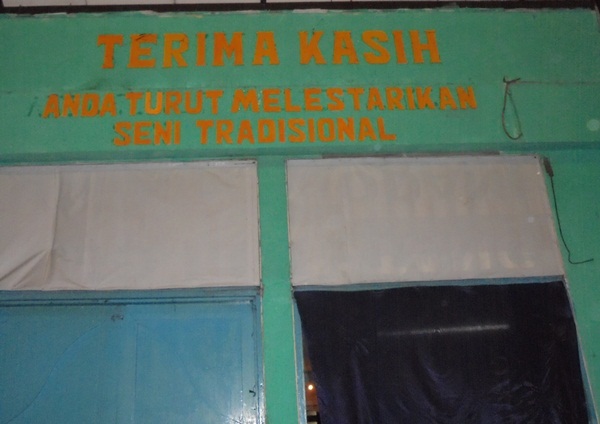 TERIMA KASIH
ANDA TURUT MELESTARIKAN
SENI TRADISIONAL